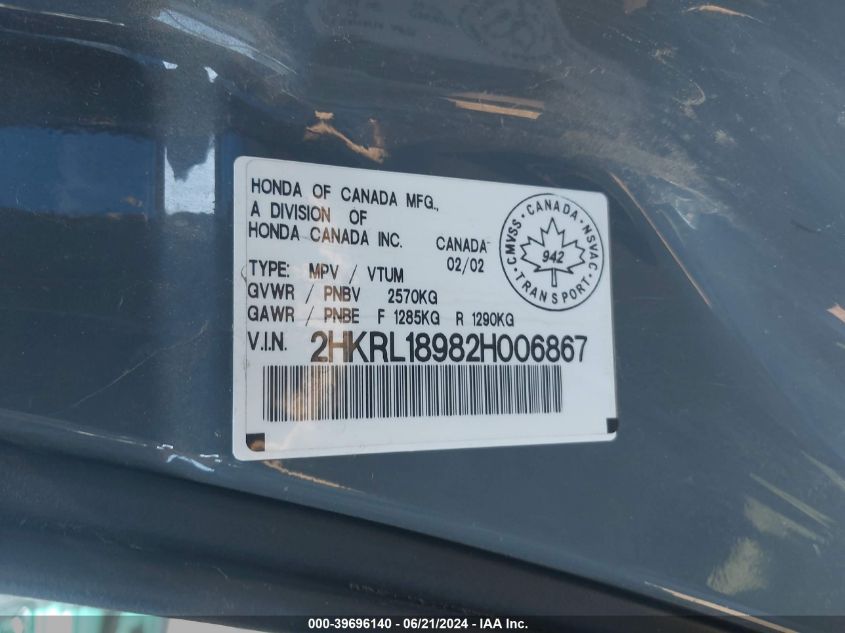 HONDA OF CANADA MFG.,
A DIVISION OF
HONDA CANADA INC.
CANADA
02/02
TYPE: MPV / VTUM
GVWR / PNBV 2570KG
GAWR / PNBE F 1285KG R 1290KG
V.I.N. 2HKRL18982H006867
CMVSS · CANADA · NSVAC
942
TRANSPORT
000-39696140 - 06/21/2024 - IAA Inc.